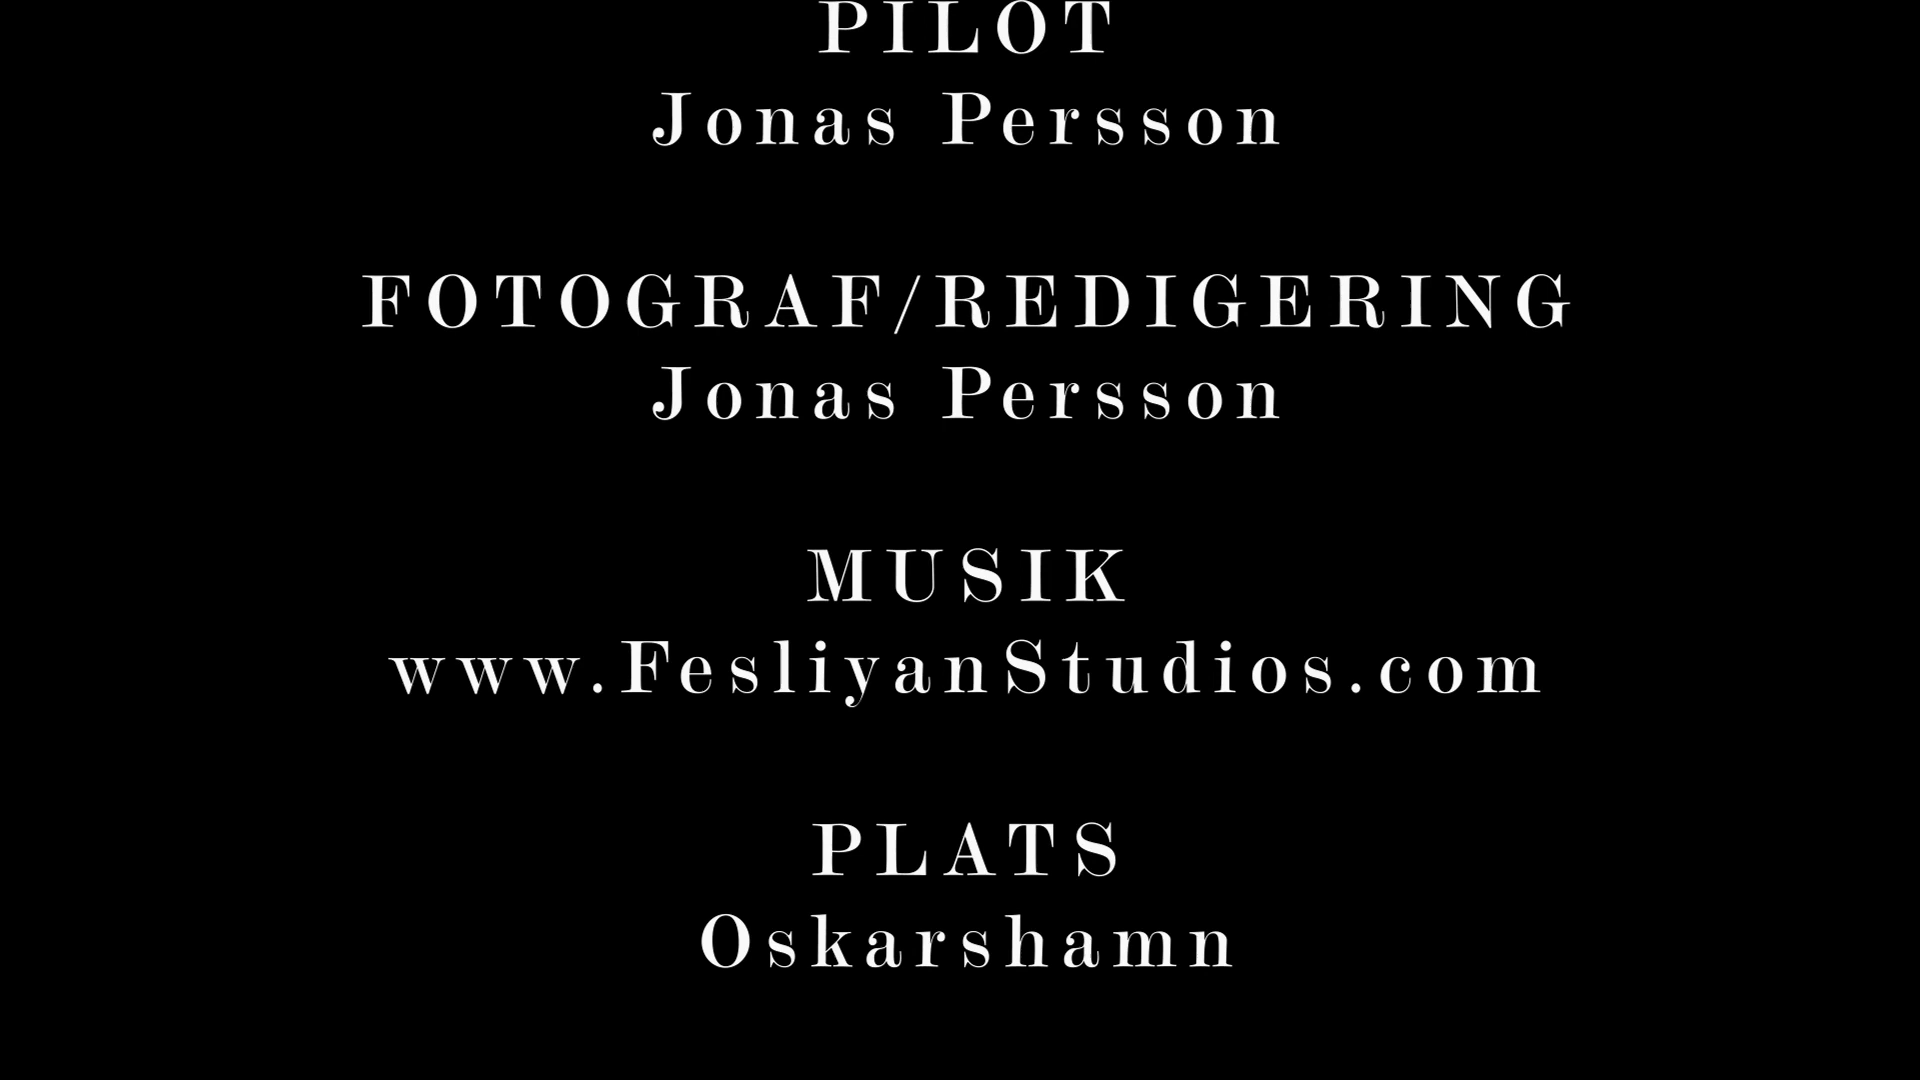 PILOT
Jonas Persson
FOTOGRAF/REDIGERING
Jonas Persson
MUSIK
www.FesliyanStudios.com
PLATS
Oskarshamn